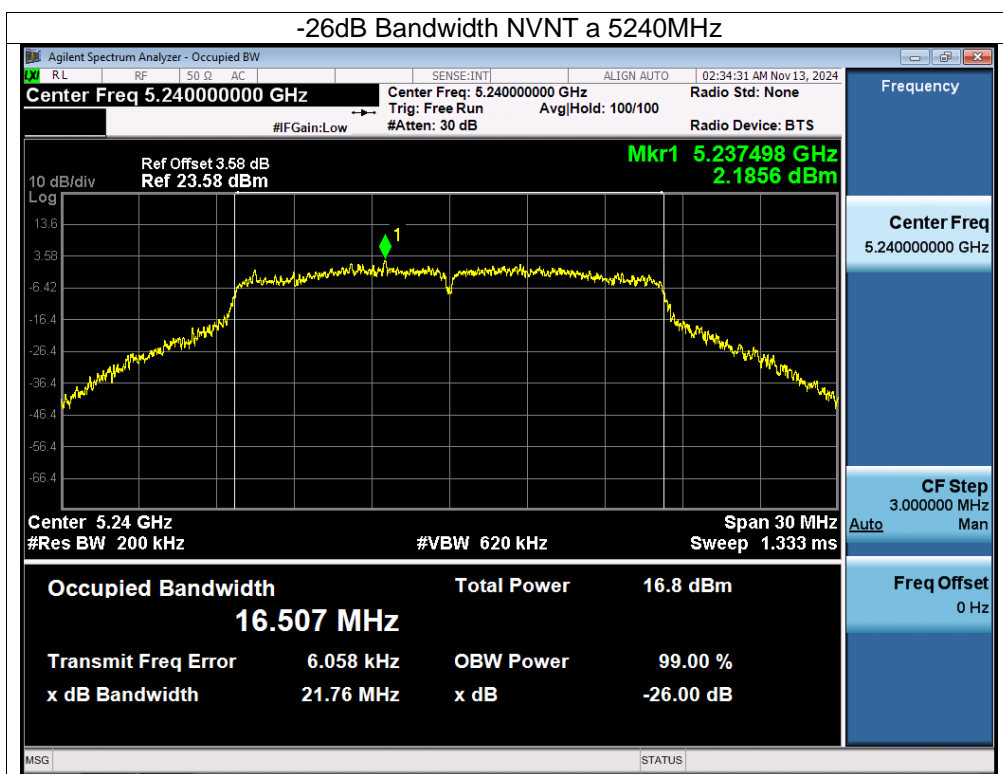 -26dB Bandwidth NVNT a 5240MHz
Agilent Spectrum Analyzer - Occupied BW
LXI RL RF 50 Ω AC SENSE:INT ALIGN AUTO 02:34:31 AM Nov 13, 2024
Center Freq 5.240000000 GHz Center Freq: 5.240000000 GHz Radio Std: None
Trig: Free Run Avg|Hold: 100/100
#IFGain:Low #Atten: 30 dB Radio Device: BTS
Frequency
Mkr1 5.237498 GHz
2.1856 dBm
Ref Offset 3.58 dB
10 dB/div Ref 23.58 dBm
Log
13.6
3.58
-6.42
-16.4
-26.4
-36.4
-46.4
-56.4
-66.4
1
Center 5.24 GHz Span 30 MHz
#Res BW 200 kHz #VBW 620 kHz Sweep 1.333 ms
Occupied Bandwidth Total Power 16.8 dBm
16.507 MHz
Transmit Freq Error 6.058 kHz OBW Power 99.00 %
x dB Bandwidth 21.76 MHz x dB -26.00 dB
Center Freq
5.240000000 GHz
CF Step
3.000000 MHz
Auto Man
Freq Offset
0 Hz
MSG STATUS